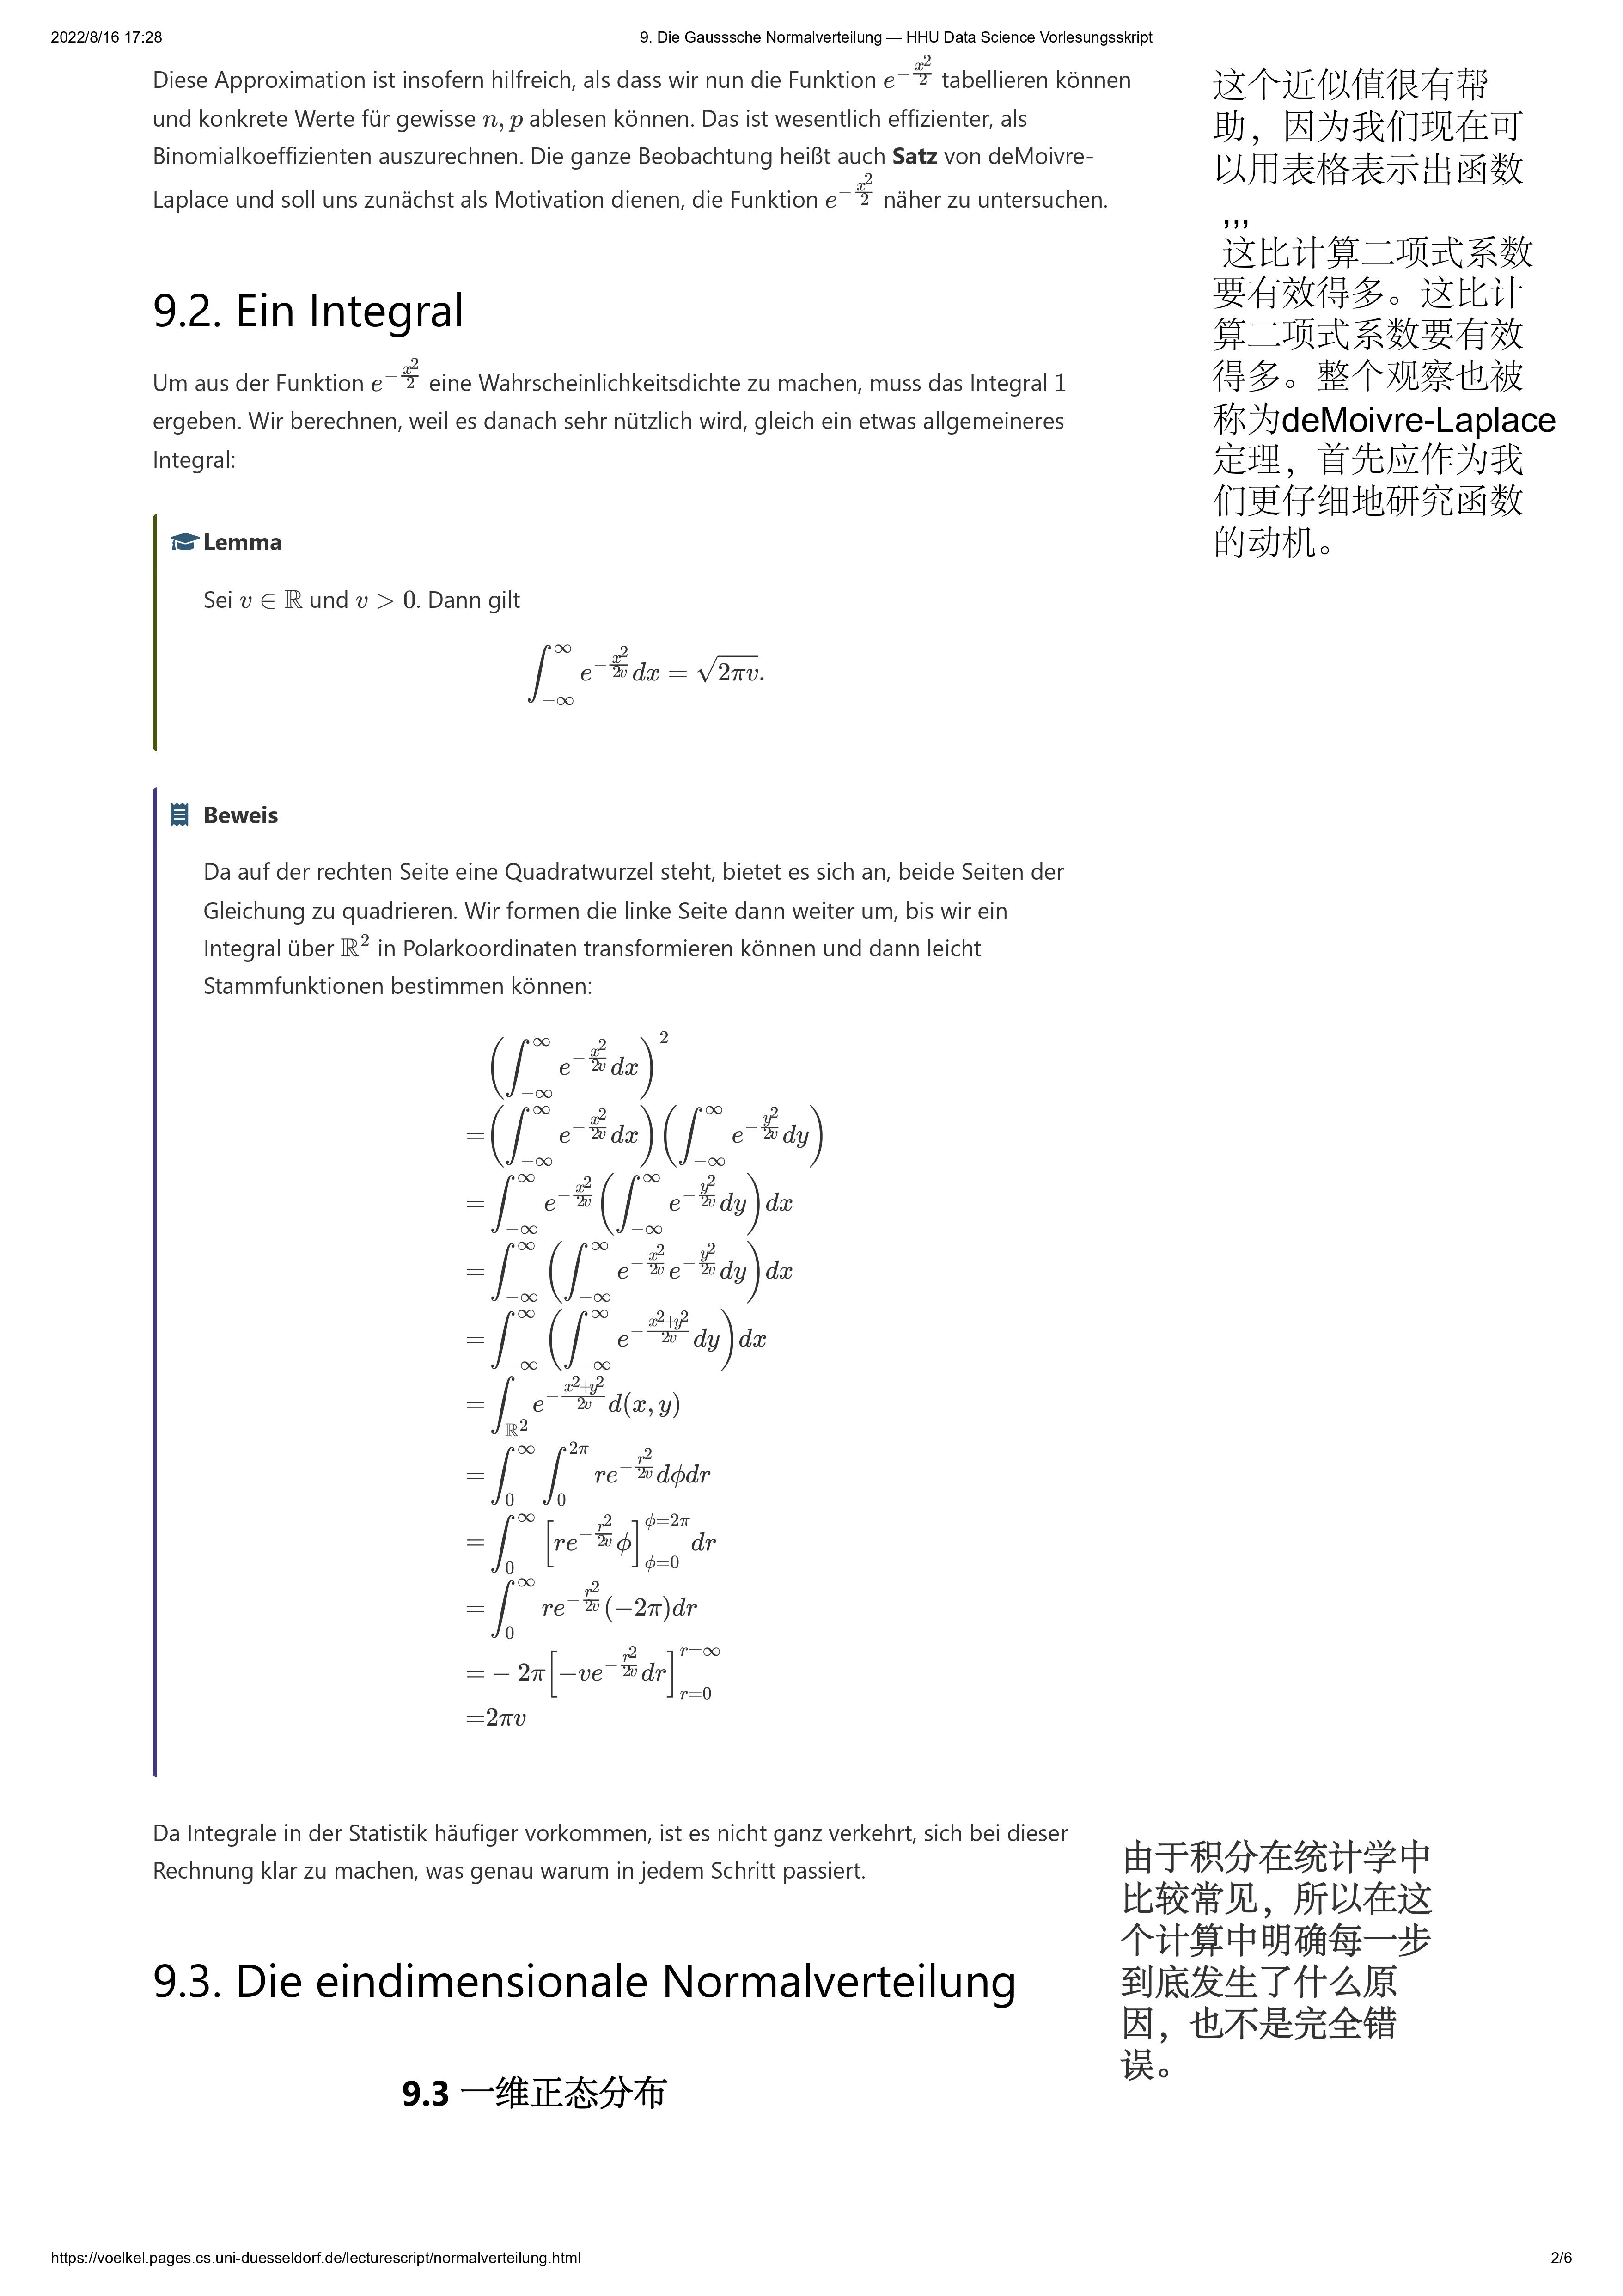 2022/8/16 17:28
9. Die Gausssche Normalverteilung — HHU Data Science Vorlesungsskript
Diese Approximation ist insofern hilfreich, als dass wir nun die Funktion $e^{-\frac{x^2}{2}}$ tabellieren können
und konkrete Werte für gewisse $n, p$ ablesen können. Das ist wesentlich effizienter, als
Binomialkoeffizienten auszurechnen. Die ganze Beobachtung heißt auch Satz von deMoivre-
Laplace und soll uns zunächst als Motivation dienen, die Funktion $e^{-\frac{x^2}{2}}$ näher zu untersuchen.
这个近似值很有帮
助，因为我们现在可
以用表格表示出函数
,,,
这比计算二项式系数
要有效得多。这比计
算二项式系数要有效
得多。整个观察也被
称为deMoivre-Laplace
定理，首先应作为我
们更仔细地研究函数
的动机。
9.2. Ein Integral
Um aus der Funktion $e^{-\frac{x^2}{2}}$ eine Wahrscheinlichkeitsdichte zu machen, muss das Integral 1
ergeben. Wir berechnen, weil es danach sehr nützlich wird, gleich ein etwas allgemeineres
Integral:
Lemma
Sei $v \in \mathbb{R}$ und $v > 0$. Dann gilt
$\int_{-\infty}^{\infty} e^{-\frac{x^2}{2v}} dx = \sqrt{2\pi v}.$
Beweis
Da auf der rechten Seite eine Quadratwurzel steht, bietet es sich an, beide Seiten der
Gleichung zu quadrieren. Wir formen die linke Seite dann weiter um, bis wir ein
Integral über $\mathbb{R}^2$ in Polarkoordinaten transformieren können und dann leicht
Stammfunktionen bestimmen können:
$\left(\int_{-\infty}^{\infty} e^{-\frac{x^2}{2v}} dx\right)^2$
$= \left(\int_{-\infty}^{\infty} e^{-\frac{x^2}{2v}} dx\right) \left(\int_{-\infty}^{\infty} e^{-\frac{y^2}{2v}} dy\right)$
$= \int_{-\infty}^{\infty} e^{-\frac{x^2}{2v}} \left(\int_{-\infty}^{\infty} e^{-\frac{y^2}{2v}} dy\right) dx$
$= \int_{-\infty}^{\infty} \left(\int_{-\infty}^{\infty} e^{-\frac{x^2}{2v}} e^{-\frac{y^2}{2v}} dy\right) dx$
$= \int_{-\infty}^{\infty} \left(\int_{-\infty}^{\infty} e^{-\frac{x^2+y^2}{2v}} dy\right) dx$
$= \int_{\mathbb{R}^2} e^{-\frac{x^2+y^2}{2v}} d(x, y)$
$= \int_0^{\infty} \int_0^{2\pi} r e^{-\frac{r^2}{2v}} d\phi dr$
$= \int_0^{\infty} \left[r e^{-\frac{r^2}{2v}} \phi\right]_{\phi=0}^{\phi=2\pi} dr$
$= \int_0^{\infty} r e^{-\frac{r^2}{2v}} (-2\pi) dr$
$= -2\pi \left[-v e^{-\frac{r^2}{2v}} dr\right]_{r=0}^{r=\infty}$
$= 2\pi v$
Da Integrale in der Statistik häufiger vorkommen, ist es nicht ganz verkehrt, sich bei dieser
Rechnung klar zu machen, was genau warum in jedem Schritt passiert.
由于积分在统计学中
比较常见，所以在这
个计算中明确每一步
到底发生了什么原
因，也不是完全错
误。
9.3. Die eindimensionale Normalverteilung
9.3 一维正态分布
https://voelkel.pages.cs.uni-duesseldorf.de/lecturescript/normalverteilung.html
2/6